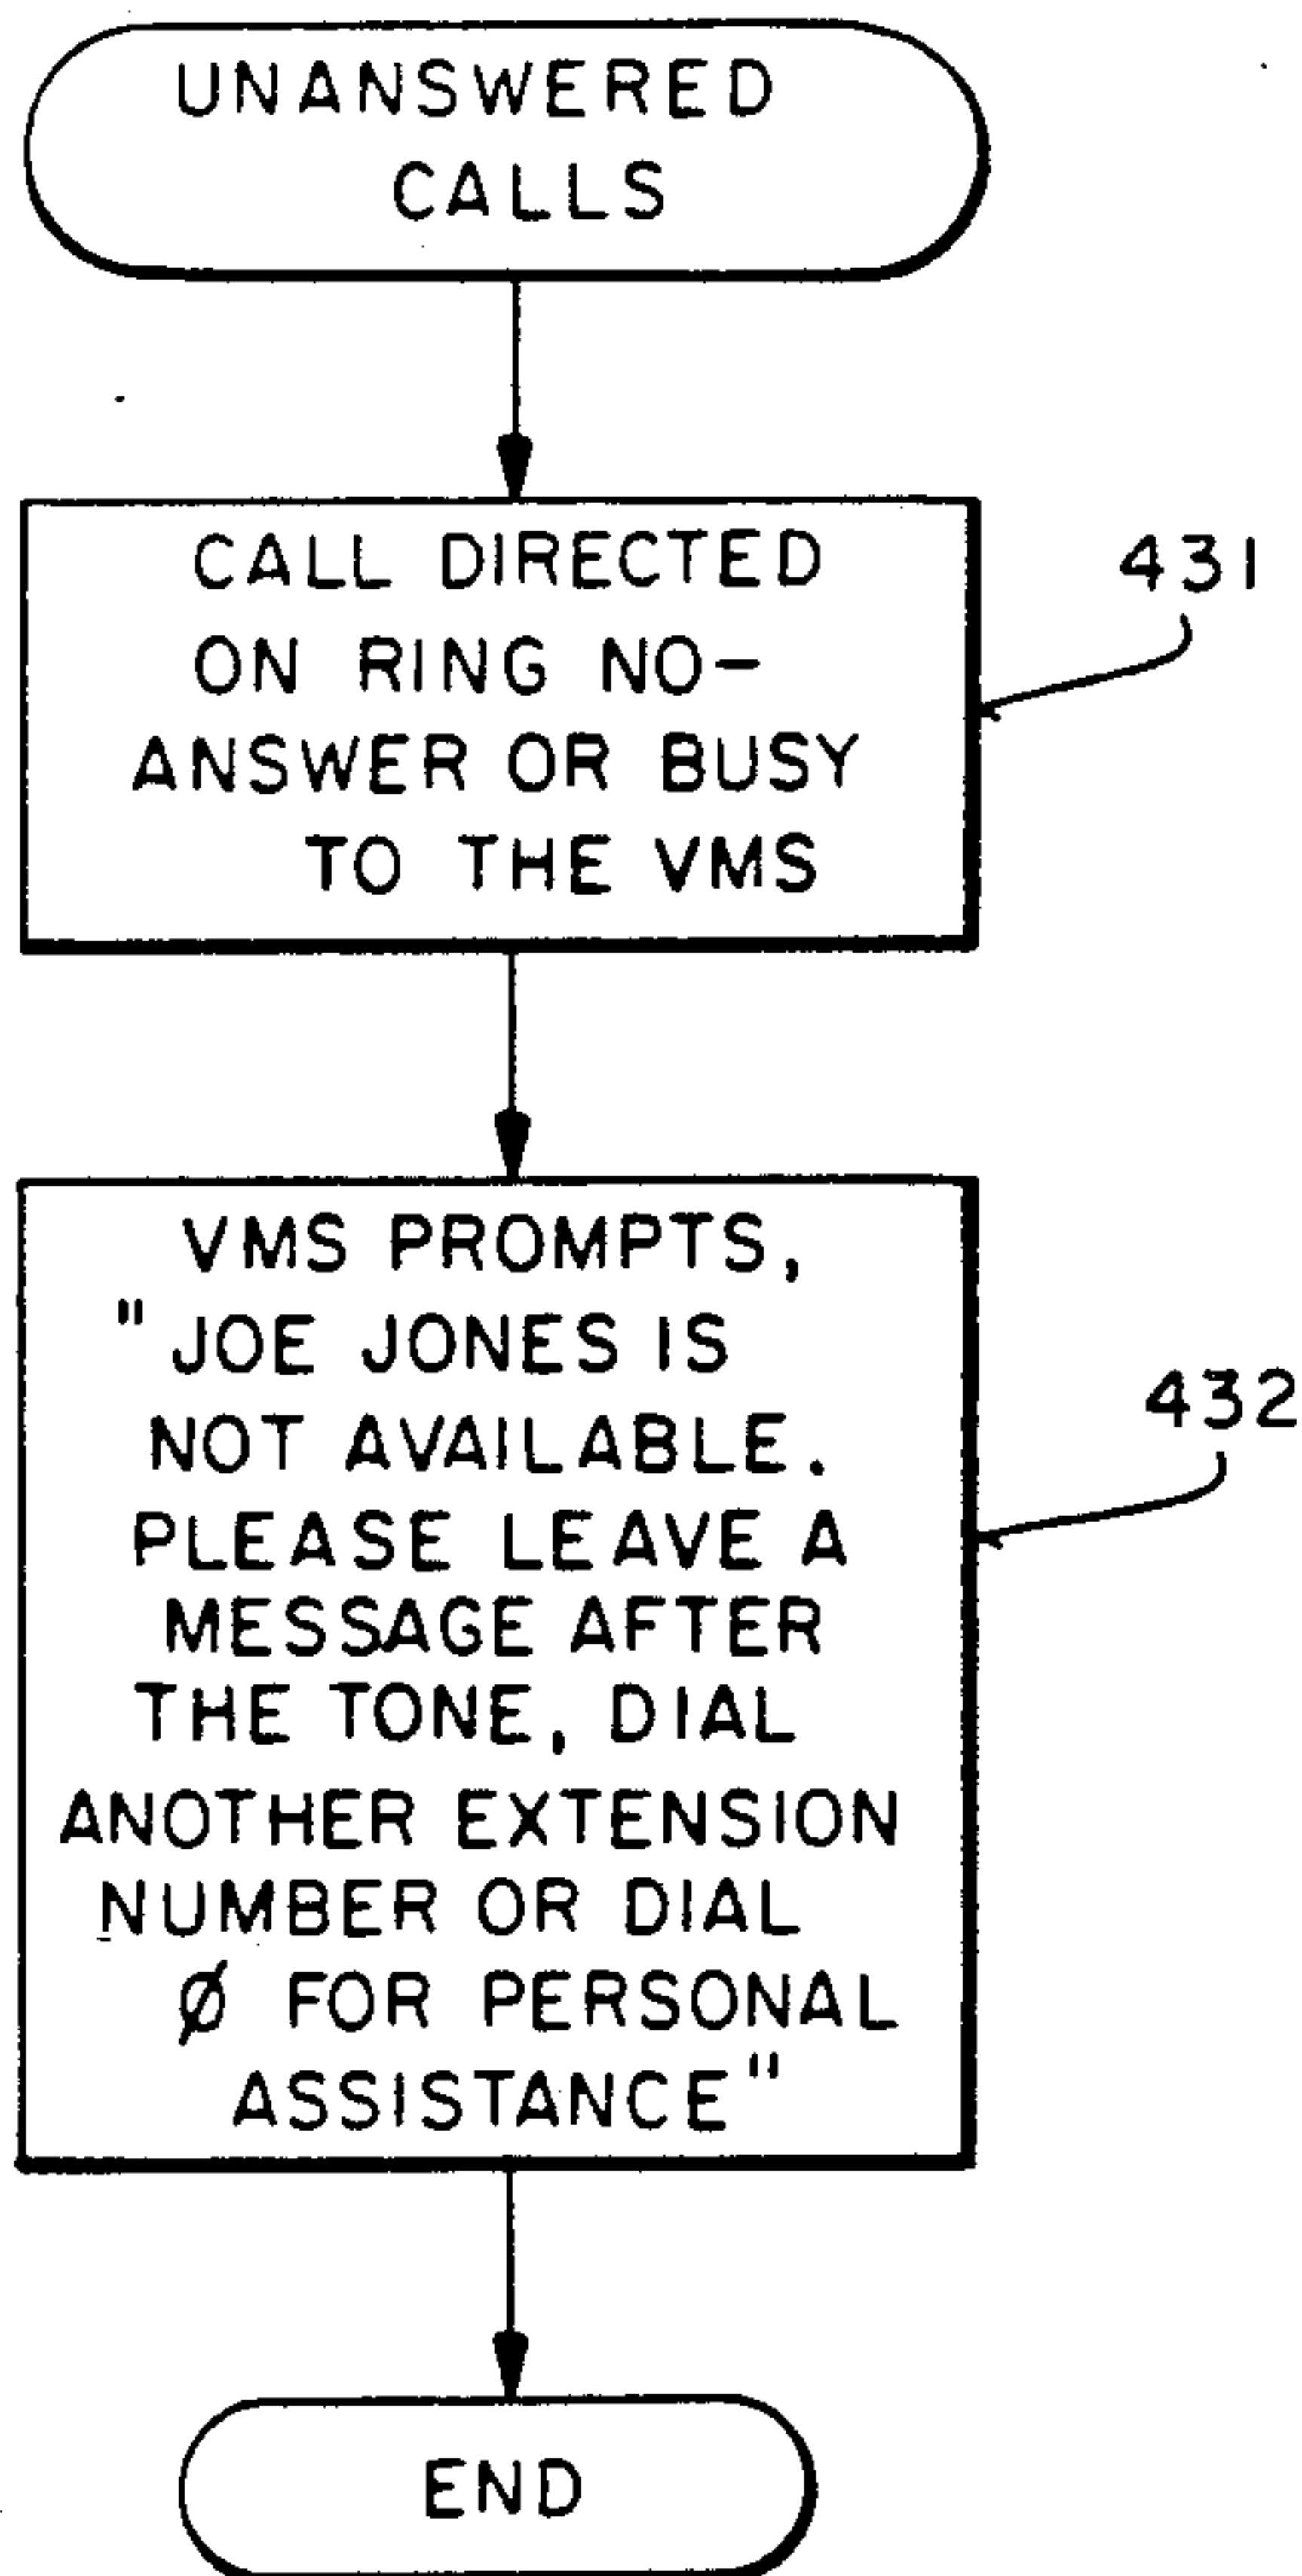 UNANSWERED
CALLS
CALL DIRECTED
ON RING NO-
ANSWER OR BUSY
TO THE VMS
431
VMS PROMPTS,
"JOE JONES IS
NOT AVAILABLE.
PLEASE LEAVE A
MESSAGE AFTER
THE TONE, DIAL
ANOTHER EXTENSION
NUMBER OR DIAL
Ø FOR PERSONAL
ASSISTANCE"
432
END